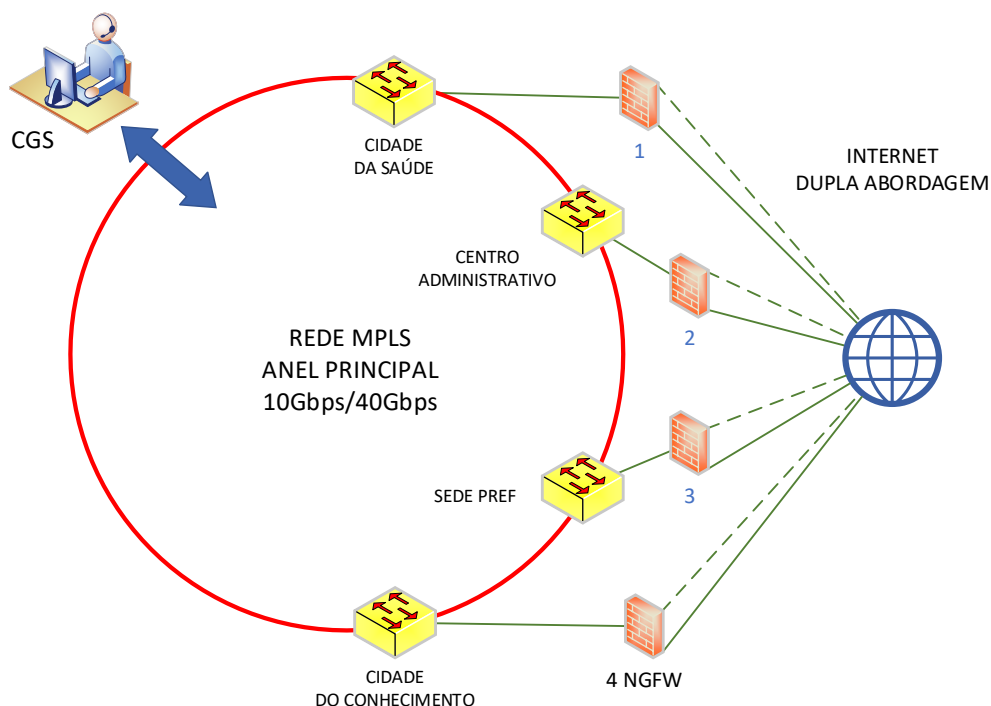 CGS
CIDADE
DA SAÚDE
1
INTERNET
DUPLA ABORDAGEM
CENTRO
ADMINISTRATIVO
2
REDE MPLS
ANEL PRINCIPAL
10Gbps/40Gbps
SEDE PREF
3
CIDADE
DO CONHECIMENTO
4 NGFW